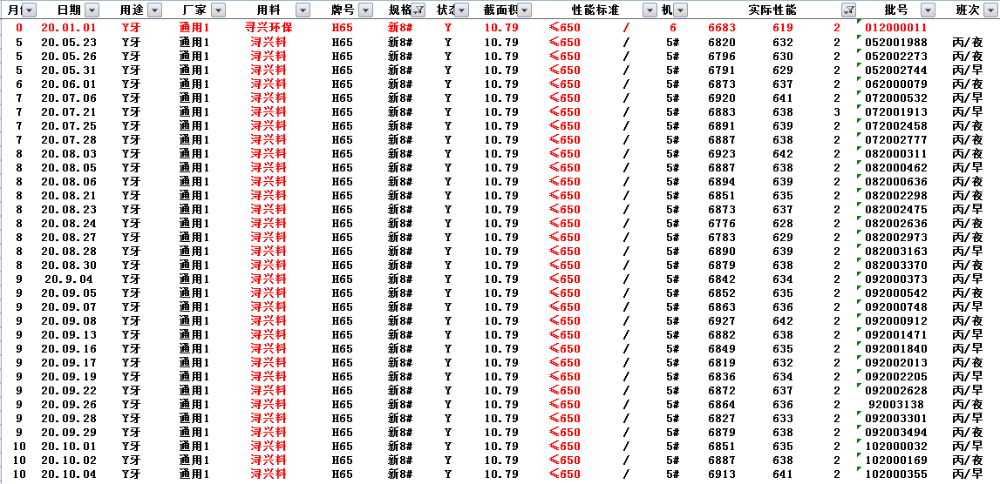 月份 日期 用途 厂家 用料 牌号 规格 状态 截面积 性能标准 机 实际性能 批号 班次
0 20.01.01 Y牙 通用1 寻兴环保 H65 新8# Y 10.79 ≤650 / 6 6683 619 2 012000011
5 20.05.23 Y牙 通用1 浔兴料 H65 新8# Y 10.79 ≤650 / 5# 6820 632 2 052001988 丙/夜
5 20.05.26 Y牙 通用1 浔兴料 H65 新8# Y 10.79 ≤650 / 5# 6796 630 2 052002273 丙/夜
5 20.05.31 Y牙 通用1 浔兴料 H65 新8# Y 10.79 ≤650 / 5# 6791 629 2 052002744 丙/早
6 20.06.01 Y牙 通用1 浔兴料 H65 新8# Y 10.79 ≤650 / 5# 6873 637 2 062000079 丙/早
7 20.07.06 Y牙 通用1 浔兴料 H65 新8# Y 10.79 ≤650 / 5# 6920 641 2 072000532 丙/早
7 20.07.21 Y牙 通用1 浔兴料 H65 新8# Y 10.79 ≤650 / 5# 6883 638 3 072001913 丙/早
7 20.07.25 Y牙 通用1 浔兴料 H65 新8# Y 10.79 ≤650 / 5# 6891 639 2 072002458 丙/夜
7 20.07.28 Y牙 通用1 浔兴料 H65 新8# Y 10.79 ≤650 / 5# 6887 638 2 072002777 丙/夜
8 20.08.03 Y牙 通用1 浔兴料 H65 新8# Y 10.79 ≤650 / 5# 6923 642 2 082000311 丙/夜
8 20.08.05 Y牙 通用1 浔兴料 H65 新8# Y 10.79 ≤650 / 5# 6887 638 2 082000462 丙/早
8 20.08.06 Y牙 通用1 浔兴料 H65 新8# Y 10.79 ≤650 / 5# 6894 639 2 082000636 丙/夜
8 20.08.21 Y牙 通用1 浔兴料 H65 新8# Y 10.79 ≤650 / 5# 6851 635 2 082002298 丙/夜
8 20.08.23 Y牙 通用1 浔兴料 H65 新8# Y 10.79 ≤650 / 5# 6873 637 2 082002475 丙/早
8 20.08.24 Y牙 通用1 浔兴料 H65 新8# Y 10.79 ≤650 / 5# 6776 628 2 082002636 丙/夜
8 20.08.27 Y牙 通用1 浔兴料 H65 新8# Y 10.79 ≤650 / 5# 6783 629 2 082002973 丙/夜
8 20.08.28 Y牙 通用1 浔兴料 H65 新8# Y 10.79 ≤650 / 5# 6890 639 2 082003163 丙/早
8 20.08.30 Y牙 通用1 浔兴料 H65 新8# Y 10.79 ≤650 / 5# 6879 638 2 082003370 丙/夜
9 20.9.04 Y牙 通用1 浔兴料 H65 新8# Y 10.79 ≤650 / 5# 6842 634 2 092000373 丙/早
9 20.09.05 Y牙 通用1 浔兴料 H65 新8# Y 10.79 ≤650 / 5# 6852 635 2 092000542 丙/夜
9 20.09.07 Y牙 通用1 浔兴料 H65 新8# Y 10.79 ≤650 / 5# 6863 636 2 092000748 丙/早
9 20.09.08 Y牙 通用1 浔兴料 H65 新8# Y 10.79 ≤650 / 5# 6927 642 2 092000912 丙/夜
9 20.09.13 Y牙 通用1 浔兴料 H65 新8# Y 10.79 ≤650 / 5# 6882 638 2 092001471 丙/早
9 20.09.16 Y牙 通用1 浔兴料 H65 新8# Y 10.79 ≤650 / 5# 6849 635 2 092001840 丙/早
9 20.09.17 Y牙 通用1 浔兴料 H65 新8# Y 10.79 ≤650 / 5# 6819 632 2 092002013 丙/夜
9 20.09.19 Y牙 通用1 浔兴料 H65 新8# Y 10.79 ≤650 / 5# 6836 634 2 092002205 丙/早
9 20.09.22 Y牙 通用1 浔兴料 H65 新8# Y 10.79 ≤650 / 5# 6872 637 2 092002628 丙/早
9 20.09.26 Y牙 通用1 浔兴料 H65 新8# Y 10.79 ≤650 / 5# 6864 636 2 92003138 丙/夜
9 20.09.28 Y牙 通用1 浔兴料 H65 新8# Y 10.79 ≤650 / 5# 6827 633 2 092003301 丙/早
9 20.09.29 Y牙 通用1 浔兴料 H65 新8# Y 10.79 ≤650 / 5# 6879 638 2 092003494 丙/夜
10 20.10.01 Y牙 通用1 浔兴料 H65 新8# Y 10.79 ≤650 / 5# 6851 635 2 102000032 丙/早
10 20.10.02 Y牙 通用1 浔兴料 H65 新8# Y 10.79 ≤650 / 5# 6887 638 2 102000169 丙/夜
10 20.10.04 Y牙 通用1 浔兴料 H65 新8# Y 10.79 ≤650 / 5# 6913 641 2 102000355 丙/早